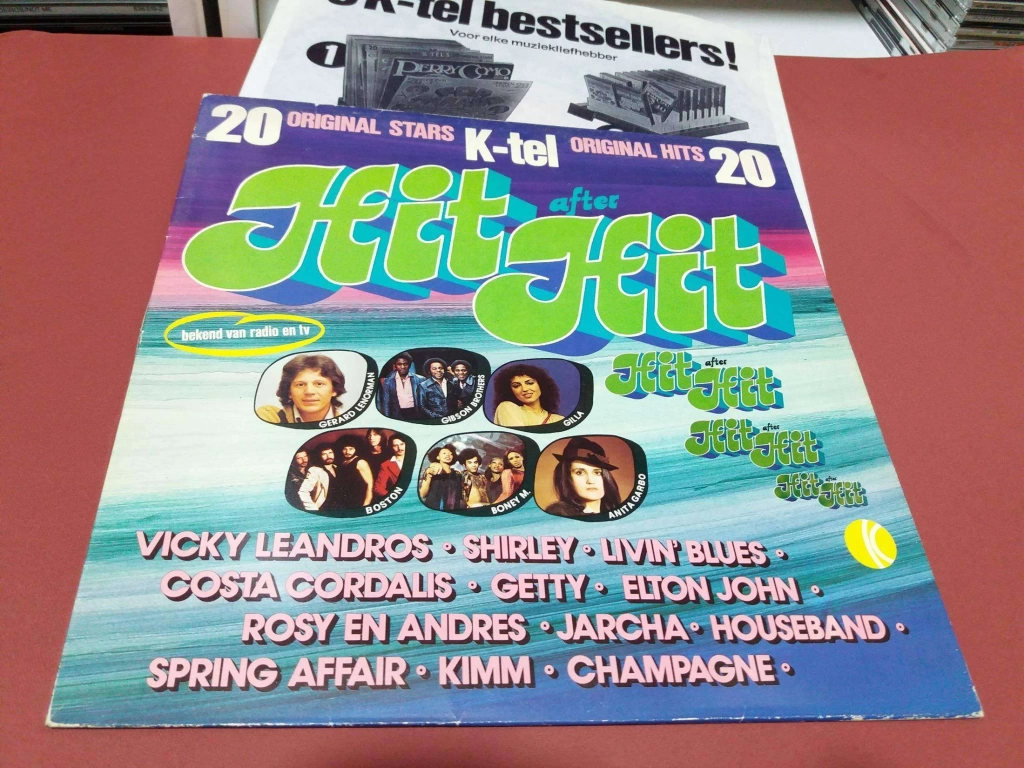 K-tel bestsellers!
Voor elke muziekliefhebber
1
PERRY COMO
20 ORIGINAL STARS K-tel ORIGINAL HITS 20
Hit after Hit
bekend van radio en tv
GERARD LENORMAN
GIBSON BROTHERS
GILLA
Hit after Hit
BOSTON
BONEY M.
ANITA GARBO
Hit after Hit
Hit after Hit
VICKY LEANDROS • SHIRLEY • LIVIN' BLUES •
COSTA CORDALIS • GETTY • ELTON JOHN •
ROSY EN ANDRES • JARCHA • HOUSEBAND •
SPRING AFFAIR • KIMM • CHAMPAGNE •